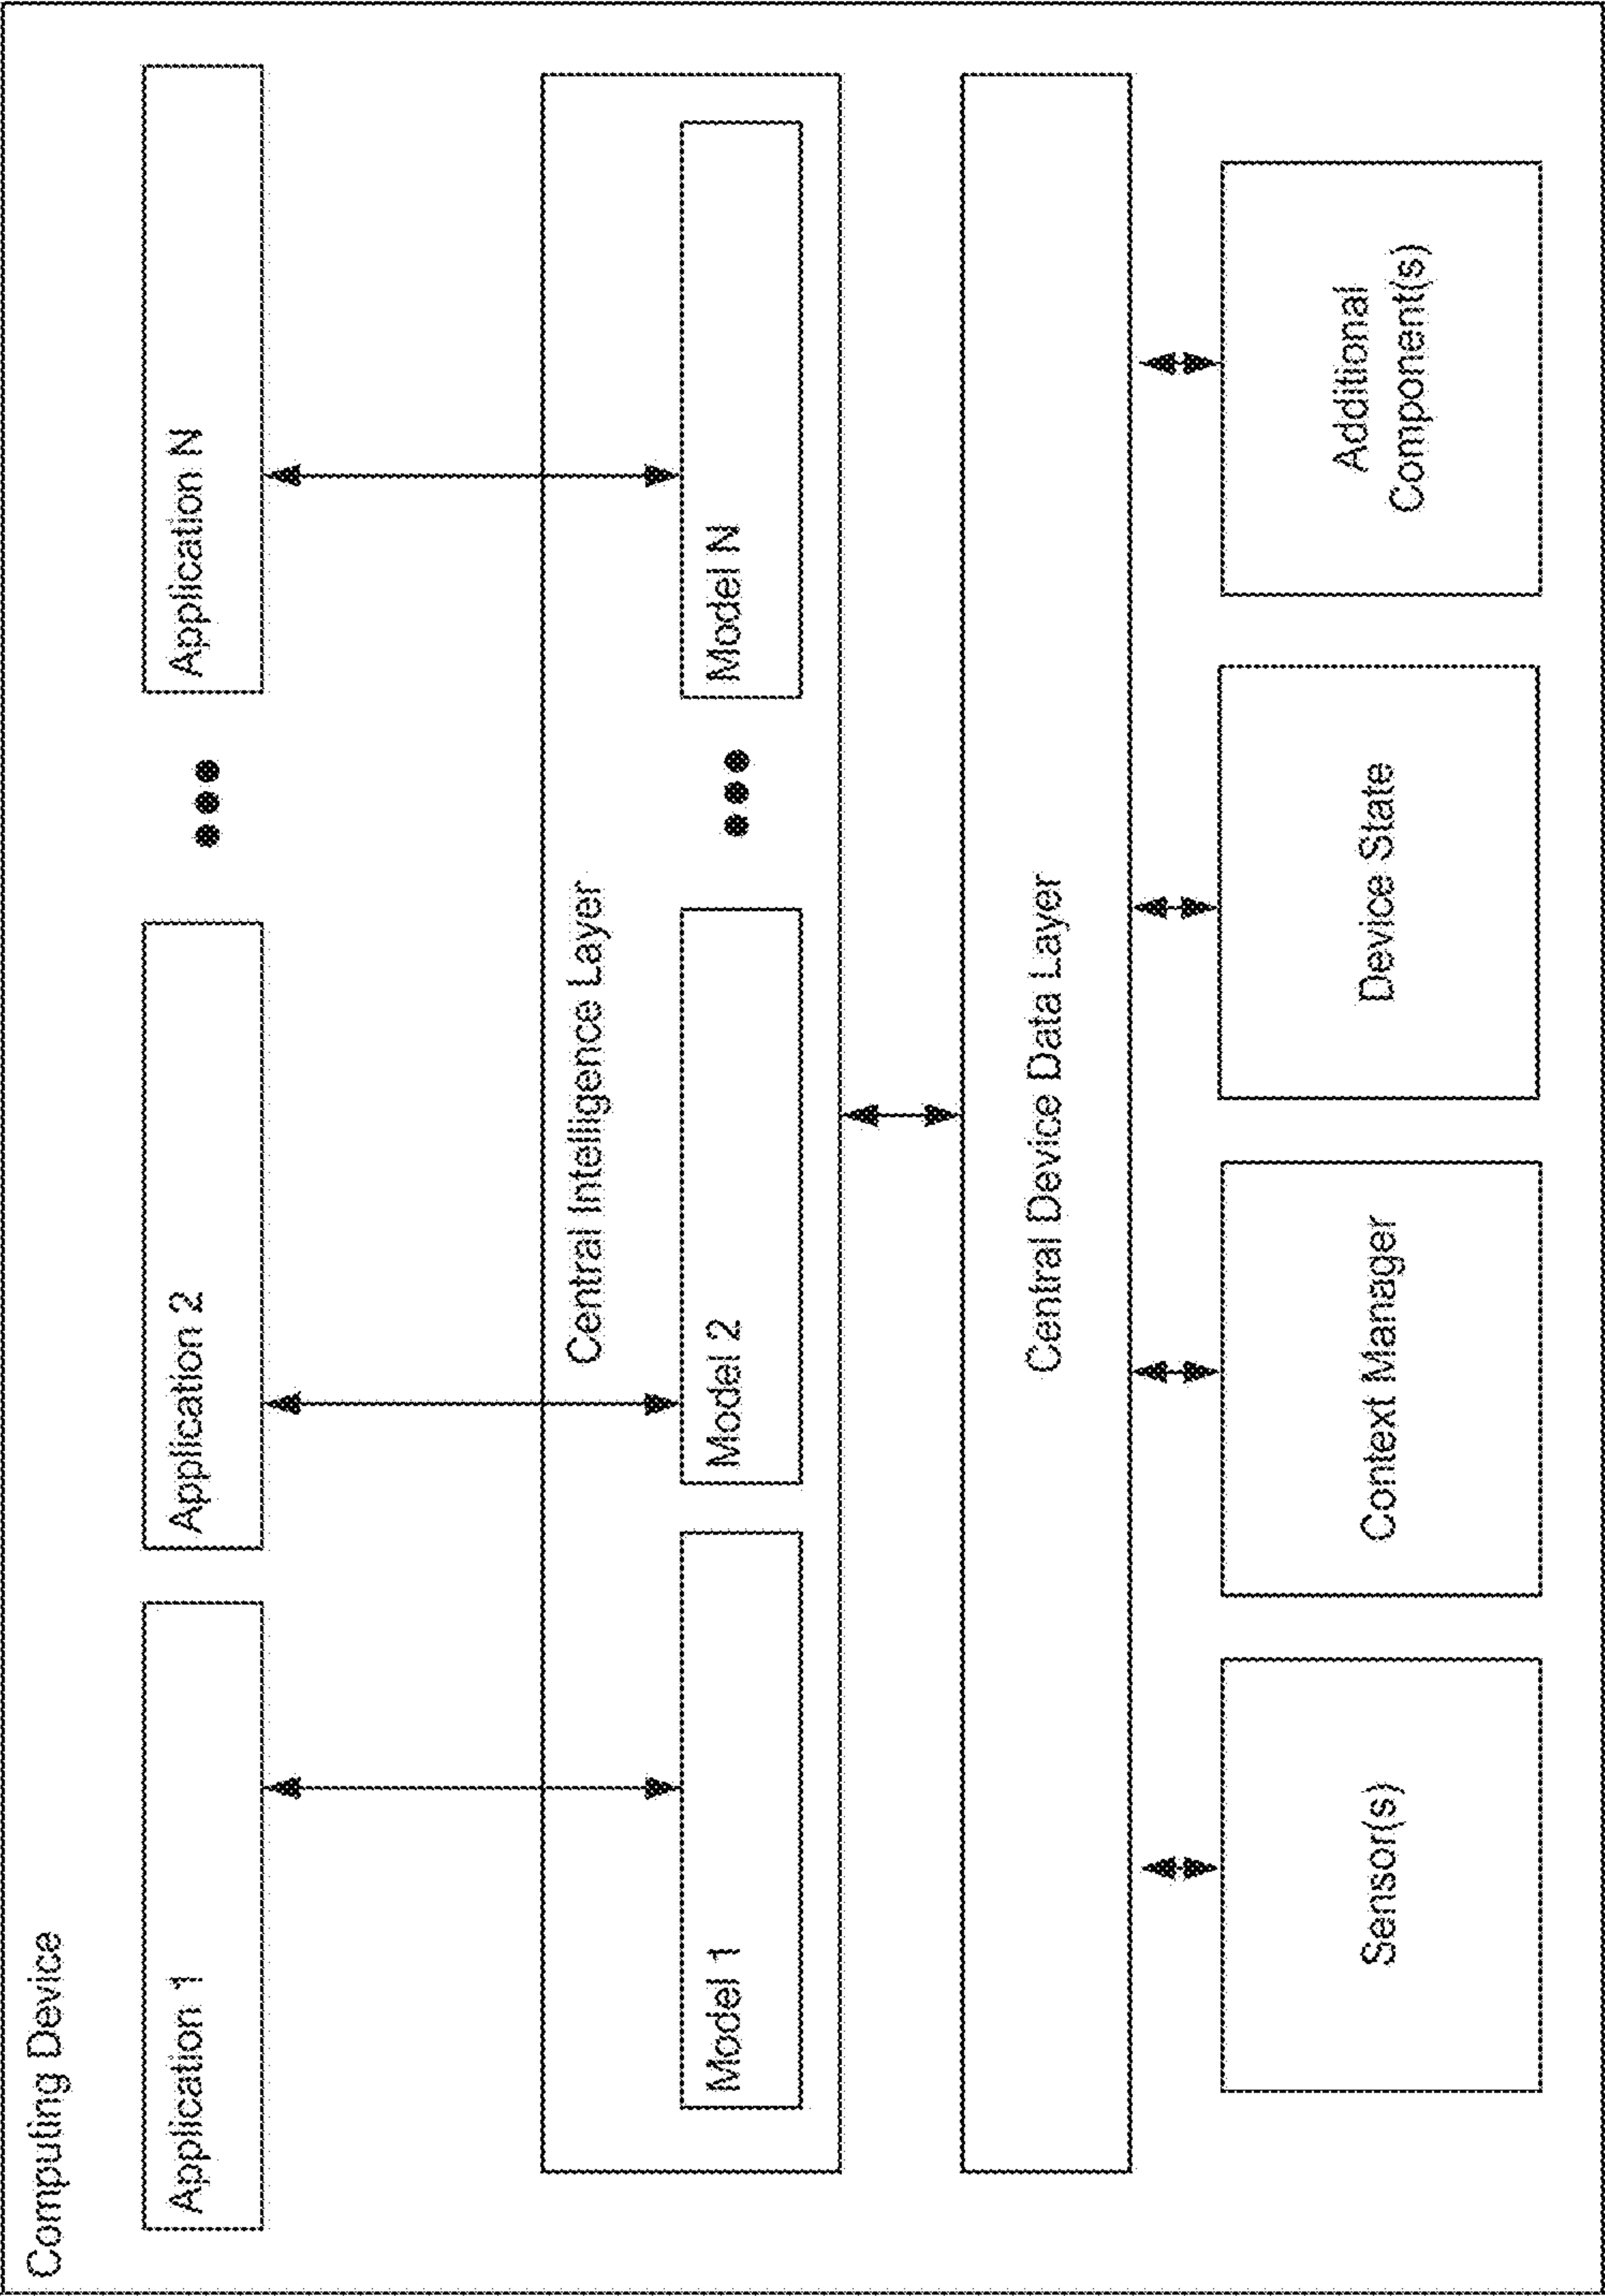 Computing Device
Application 1
Application 2
Application N
Central Intelligence Layer
Model 1
Model 2
Model N
Central Device Data Layer
Sensor(s)
Context Manager
Device State
Additional
Component(s)